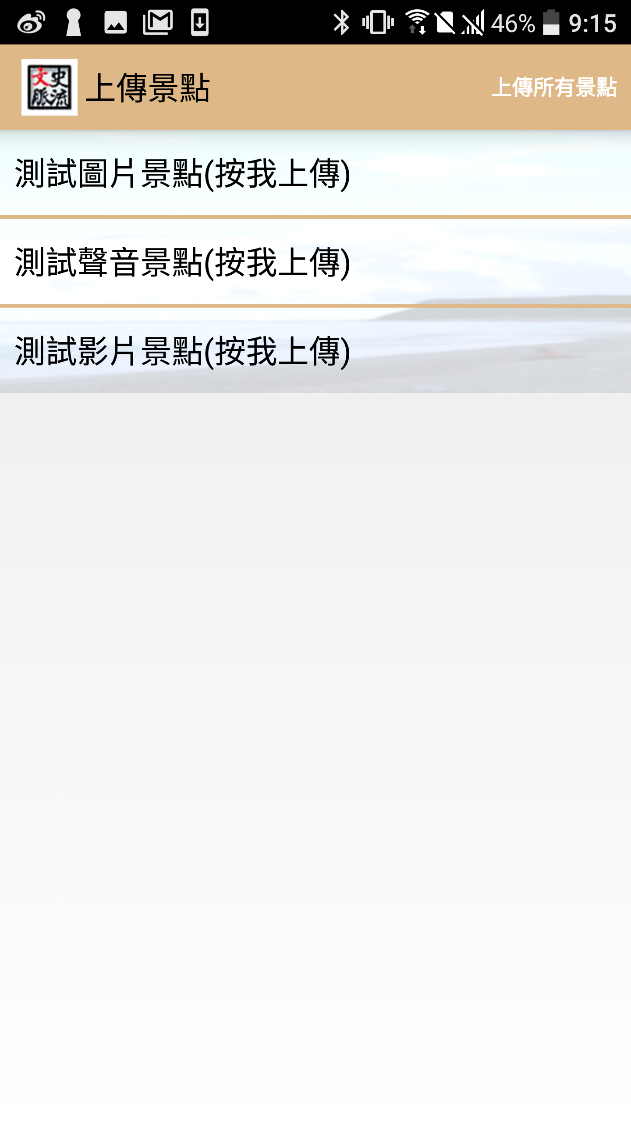 46% 9:15
文史
脈流
上傳景點
上傳所有景點
測試圖片景點(按我上傳)
測試聲音景點(按我上傳)
測試影片景點(按我上傳)